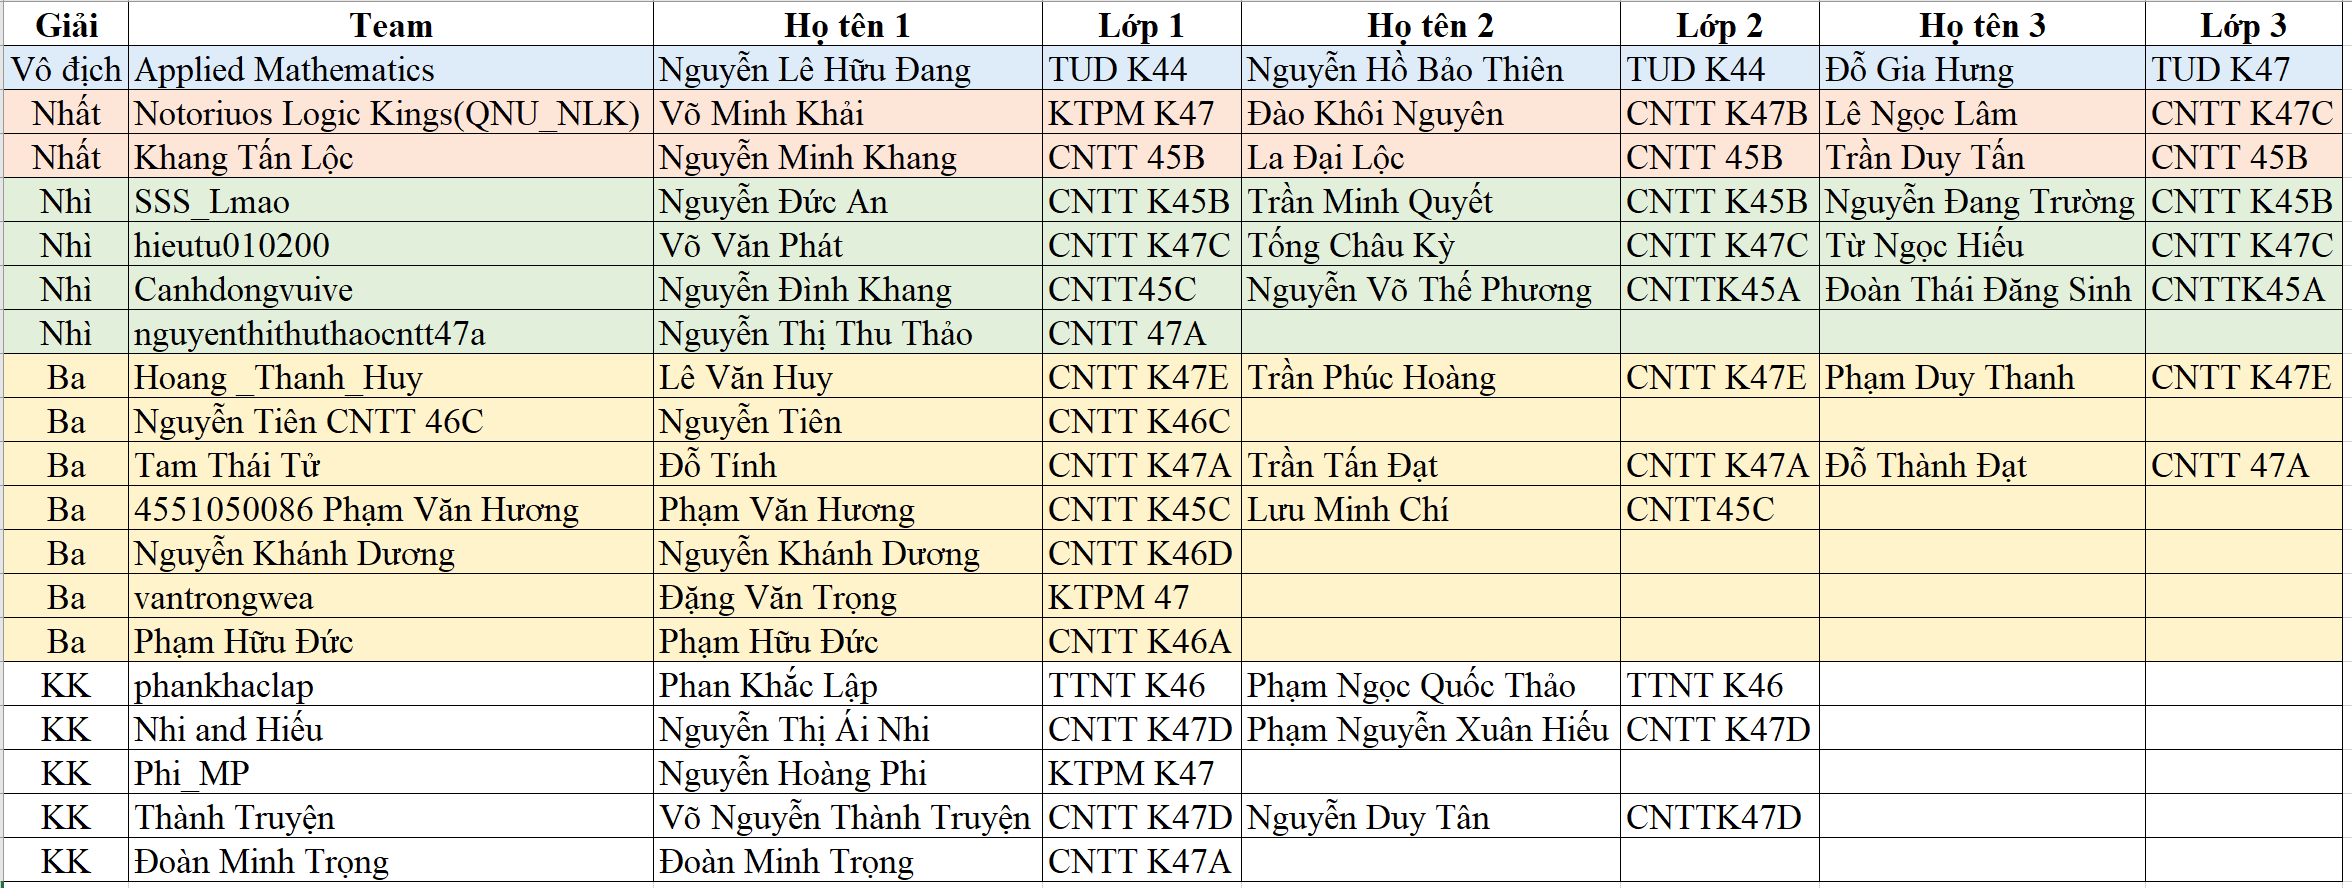 Giải Team Họ tên 1 Lớp 1 Họ tên 2 Lớp 2 Họ tên 3 Lớp 3
Vô địch Applied Mathematics Nguyễn Lê Hữu Đang TUD K44 Nguyễn Hồ Bảo Thiên TUD K44 Đỗ Gia Hưng TUD K47
Nhất Notoriuos Logic Kings(QNU_NLK) Võ Minh Khải KTPM K47 Đào Khôi Nguyên CNTT K47B Lê Ngọc Lâm CNTT K47C
Nhất Khang Tấn Lộc Nguyễn Minh Khang CNTT 45B La Đại Lộc CNTT 45B Trần Duy Tấn CNTT 45B
Nhì SSS_Lmao Nguyễn Đức An CNTT K45B Trần Minh Quyết CNTT K45B Nguyễn Đang Trường CNTT K45B
Nhì hieutu010200 Võ Văn Phát CNTT K47C Tống Châu Kỳ CNTT K47C Từ Ngọc Hiếu CNTT K47C
Nhì Canhdongvuive Nguyễn Đình Khang CNTT45C Nguyễn Võ Thế Phương CNTTK45A Đoàn Thái Đăng Sinh CNTTK45A
Nhì nguyenthithuthaocntt47a Nguyễn Thị Thu Thảo CNTT 47A
Ba Hoang _Thanh_Huy Lê Văn Huy CNTT K47E Trần Phúc Hoàng CNTT K47E Phạm Duy Thanh CNTT K47E
Ba Nguyễn Tiên CNTT 46C Nguyễn Tiên CNTT K46C
Ba Tam Thái Tử Đỗ Tính CNTT K47A Trần Tấn Đạt CNTT K47A Đỗ Thành Đạt CNTT 47A
Ba 4551050086 Phạm Văn Hương Phạm Văn Hương CNTT K45C Lưu Minh Chí CNTT45C
Ba Nguyễn Khánh Dương Nguyễn Khánh Dương CNTT K46D
Ba vantrongwea Đặng Văn Trọng KTPM 47
Ba Phạm Hữu Đức Phạm Hữu Đức CNTT K46A
KK phankhaclap Phan Khắc Lập TTNT K46 Phạm Ngọc Quốc Thảo TTNT K46
KK Nhi and Hiếu Nguyễn Thị Ái Nhi CNTT K47D Phạm Nguyễn Xuân Hiếu CNTT K47D
KK Phi_MP Nguyễn Hoàng Phi KTPM K47
KK Thành Truyện Võ Nguyễn Thành Truyện CNTT K47D Nguyễn Duy Tân CNTTK47D
KK Đoàn Minh Trọng Đoàn Minh Trọng CNTT K47A